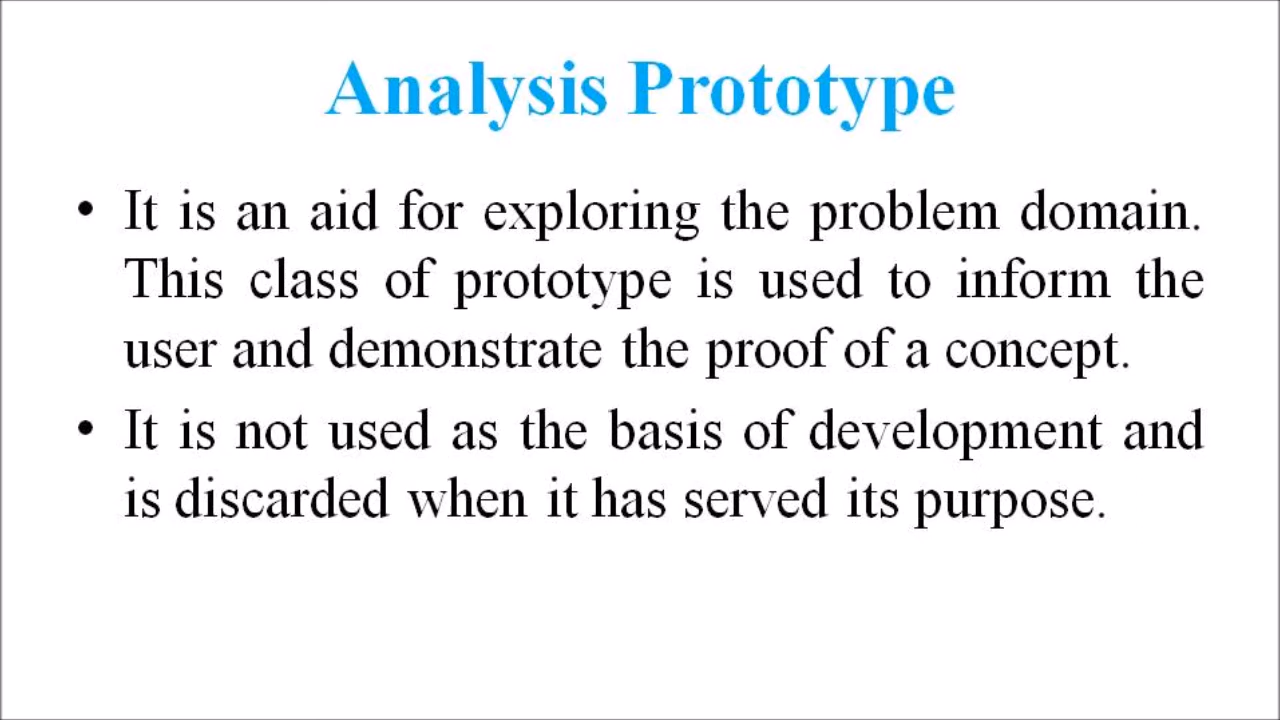 Analysis Prototype
• It is an aid for exploring the problem domain.
This class of prototype is used to inform the
user and demonstrate the proof of a concept.
• It is not used as the basis of development and
is discarded when it has served its purpose.